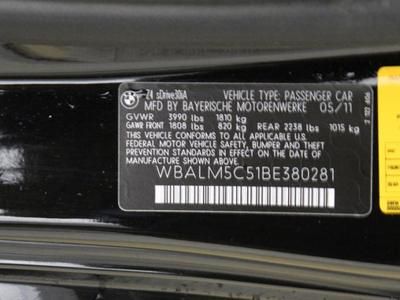 Z4 sDrive30iA VEHICLE TYPE: PASSENGER CAR
MFD BY BAYERISCHE MOTORENWERKE 05/11
GVWR 3990 lbs 1810 kg
GAWR FRONT 1808 lbs 820 kg REAR 2238 lbs 1015 kg
THIS VEHICLE CONFORMS TO ALL APPLICABLE U.S.
FEDERAL MOTOR VEHICLE SAFETY, BUMPER AND THEFT
PREVENTION STANDARDS IN EFFECT ON THE DATE OF
MANUFACTURE SHOWN ABOVE.
WBALM5C51BE380281